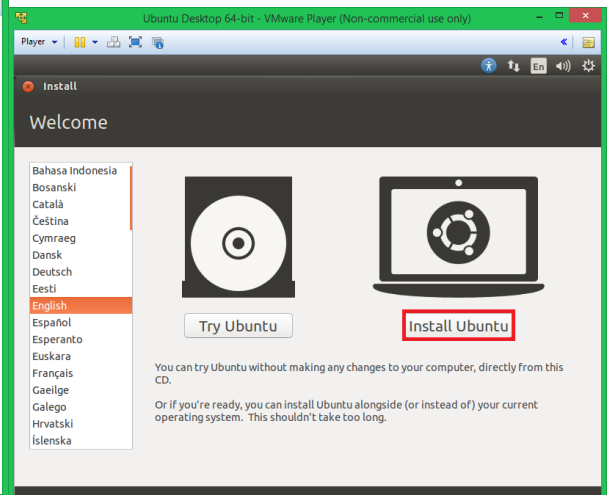 Ubuntu Desktop 64-bit - VMware Player (Non-commercial use only)
Player
En
Install
Welcome
Bahasa Indonesia
Bosanski
Català
Čeština
Cymraeg
Dansk
Deutsch
Eesti
English
Español
Esperanto
Euskara
Français
Gaeilge
Galego
Hrvatski
Íslenska
Try Ubuntu
Install Ubuntu
You can try Ubuntu without making any changes to your computer, directly from this
CD.
Or if you're ready, you can install Ubuntu alongside (or instead of) your current
operating system. This shouldn't take too long.